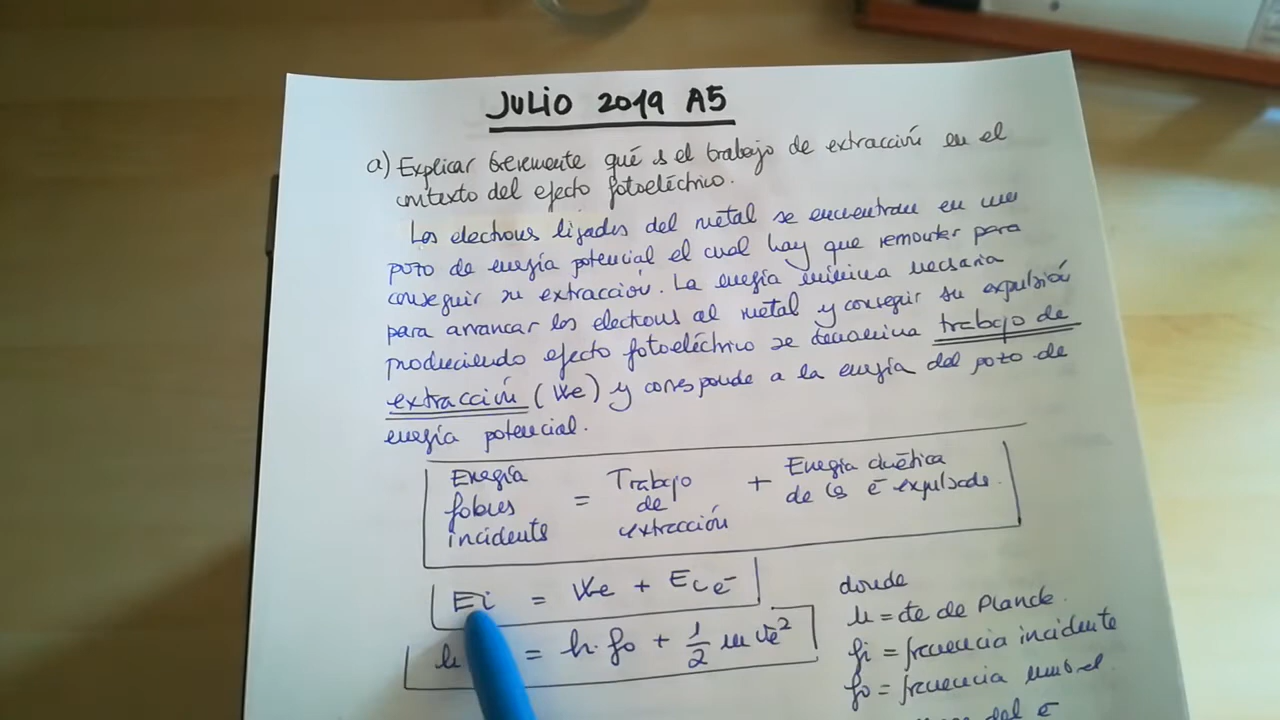 JULIO 2019 A5
a) Explicar brevemente qué es el trabajo de extracción en el
contexto del efecto fotoeléctrico.
Los electrones ligados del metal se encuentran en un
pozo de energía potencial el cual hay que remontar para
conseguir su extracción. La energía mínima necesaria
para arrancar los electrones al metal y conseguir su expulsión
produciendo efecto fotoeléctrico se denomina trabajo de
extracción (We) y corresponde a la energía del pozo de
energía potencial.
Energía fotones incidente = Trabajo de extracción + Energía cinética de los e⁻ expulsado.
Ei = We + Ec e⁻
h = h·fo + 1/2 m ve²
donde
h = cte de Planck.
fi = frecuencia incidente
fo = frecuencia umbral.
del e⁻